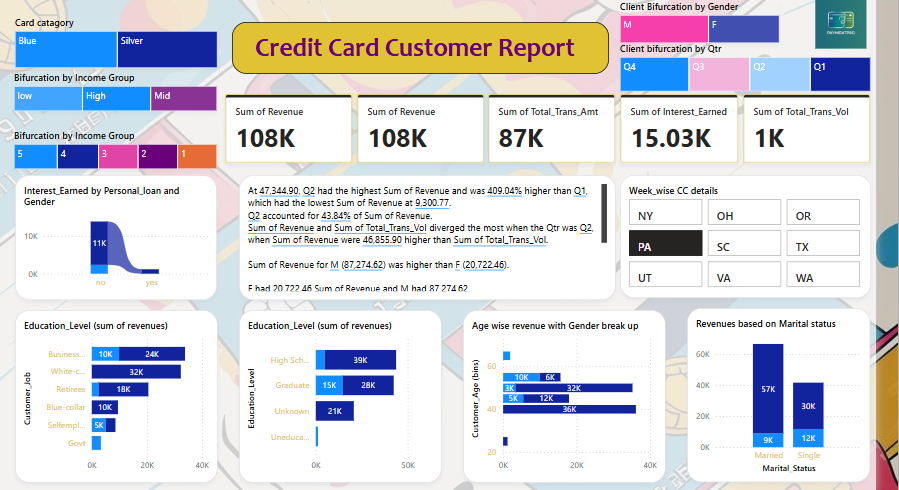 Card catagory
Blue
Silver
Bifurcation by Income Group
low
High
Mid
Bifurcation by Income Group
5
4
3
2
1
Credit Card Customer Report
Client Bifurcation by Gender
M
F
PAYMENTPRO
Client bifurcation by Qtr
Q4
Q3
Q2
Q1
Sum of Revenue
108K
Sum of Revenue
108K
Sum of Total_Trans_Amt
87K
Sum of Interest_Earned
15.03K
Sum of Total_Trans_Vol
1K
Interest_Earned by Personal_loan and
Gender
10K
0K
11K
no
yes
At 47,344.90, Q2 had the highest Sum of Revenue and was 409.04% higher than Q1,
which had the lowest Sum of Revenue at
9,300.77.
Q2 accounted for 43.84% of Sum of Revenue.
Sum of Revenue and Sum of Total_Trans_Vol diverged the most when the Qtr was Q2,
when Sum of Revenue were 46,855.90 higher than Sum of Total_Trans_Vol.
Sum of Revenue for M (87,274.62) was higher than F (20,722.46).
F had 20,722.46 Sum of Revenue and M had 87,274.62.
Week_wise CC details
NY
OH
OR
PA
SC
TX
UT
VA
WA
Education_Level (sum of revenues)
Customer_Job
Business...
10K
24K
White-c...
32K
Retirees
18K
Blue-collar
10K
Selfempl...
5K
Govt
0K
20K
40K
Education_Level (sum of revenues)
Education_Level
High Sch...
39K
Graduate
15K
28K
Unknown
21K
Uneduca...
0K
50K
Age wise revenue with Gender break up
Customer_Age (bins)
60
40
20
10K
6K
3K
32K
5K
12K
36K
0K
20K
40K
Revenues based on Marital status
60K
40K
20K
0K
57K
9K
30K
12K
Married
Single
Marital_Status